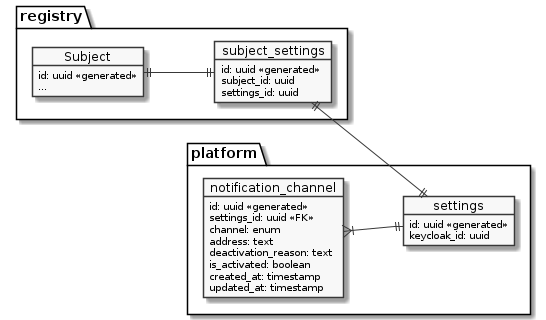 registry
Subject
id: uuid «generated»
...
subject_settings
id: uuid «generated»
subject_id: uuid
settings_id: uuid
platform
notification_channel
id: uuid «generated»
settings_id: uuid «FK»
channel: enum
address: text
deactivation_reason: text
is_activated: boolean
created_at: timestamp
updated_at: timestamp
settings
id: uuid «generated»
keycloak_id: uuid